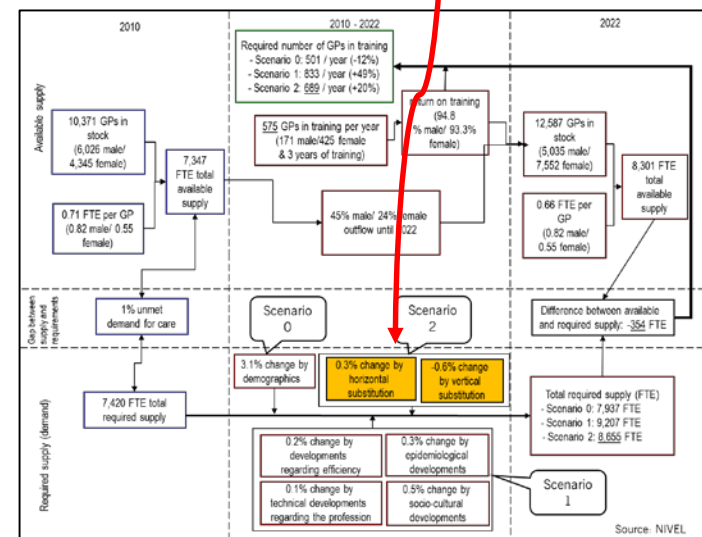 2010
2010 - 2022
2022
Available supply
Required number of GPs in training
- Scenario 0: 501 / year (-12%)
- Scenario 1: 833 / year (+49%)
- Scenario 2: 689 / year (+20%)
10,371 GPs in
stock
(6,026 male/
4,345 female)
7,347
FTE total
available
supply
0.71 FTE per GP
(0.82 male/ 0.55
female)
575 GPs in training per year
(171 male/425 female
& 3 years of training)
return on training
(94.8
% male/ 93.3%
female)
45% male/ 24% female
outflow until 2022
12,587 GPs in
stock
(5,035 male/
7,552 female)
8,301 FTE
total
available
supply
0.66 FTE per
GP
(0.82 male/
0.55 female)
Gap between
supply and
requirements
1% unmet
demand for care
Scenario
0
Scenario
2
Difference between available
and required supply: -354 FTE
Required supply (demand)
7,420 FTE total
required supply
3.1% change by
demographics
0.3% change by
horizontal
substitution
-0.6% change
by vertical
substitution
Total required supply (FTE)
- Scenario 0: 7,937 FTE
- Scenario 1: 9,207 FTE
- Scenario 2: 8,655 FTE
0.2% change by
developments
regarding efficiency
0.3% change by
epidemiological
developments
0.1% change by
technical developments
regarding the profession
0.5% change by
socio-cultural
developments
Scenario
1
Source: NIVEL